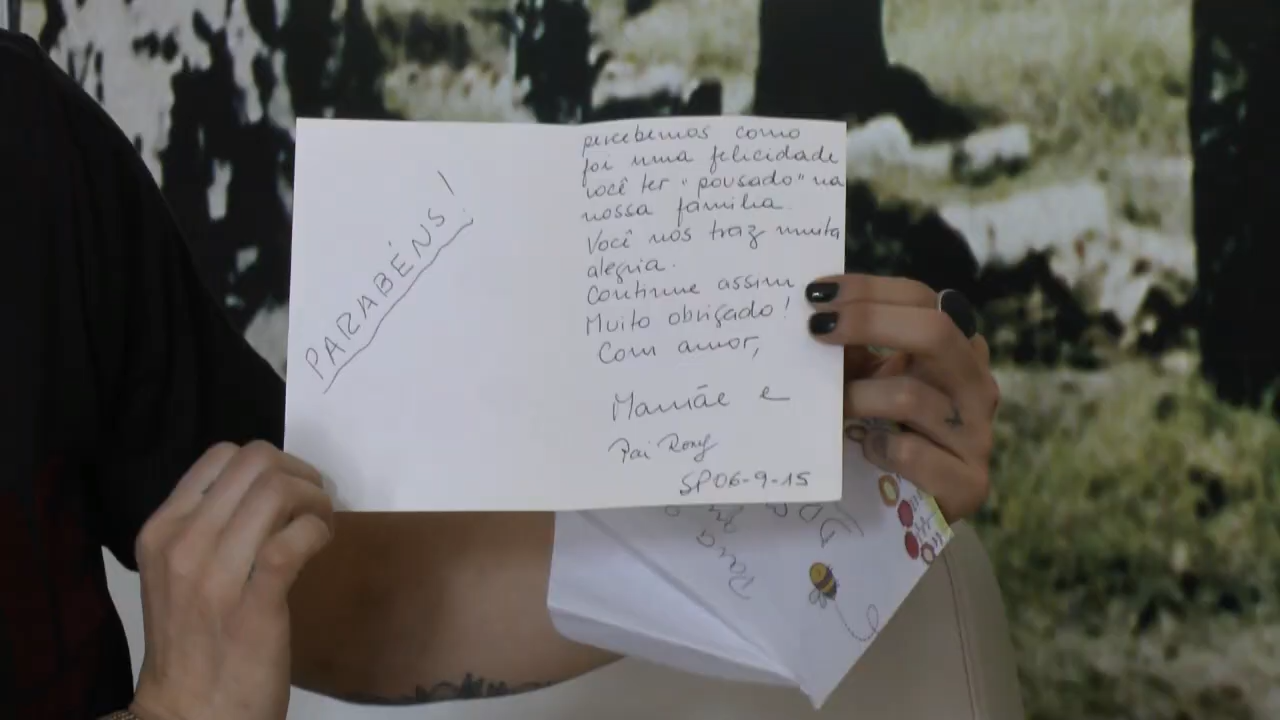 PARABÉNS!
percebemos como
foi uma felicidade
você ter "pousado" na
nossa família.
Você nos traz muita
alegria.
Continue assim
Muito obrigado!
Com amor,
Mamãe e
Pai Rony
SP 06-9-15
Para